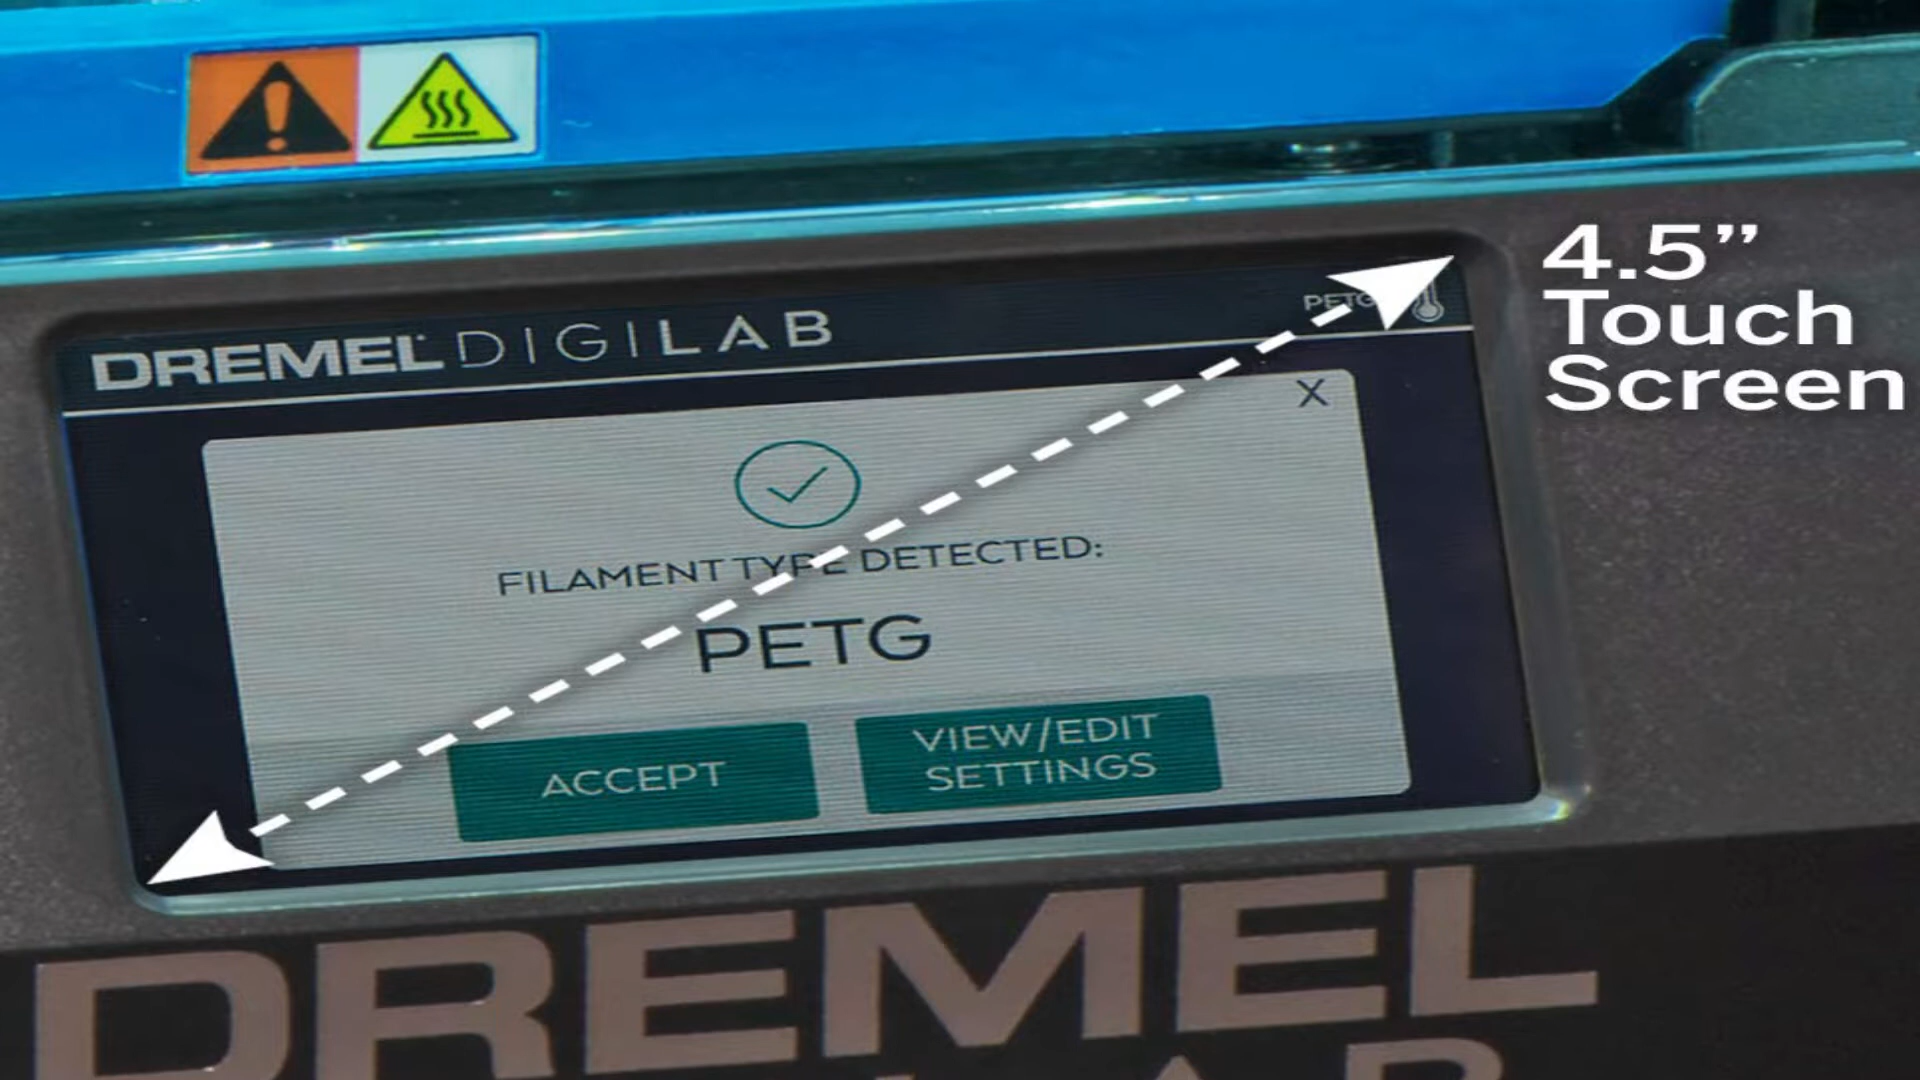 4.5”
Touch
Screen
DREMEL DIGILAB
PETG
X
FILAMENT TYPE DETECTED:
PETG
ACCEPT
VIEW/EDIT
SETTINGS
DREMEL